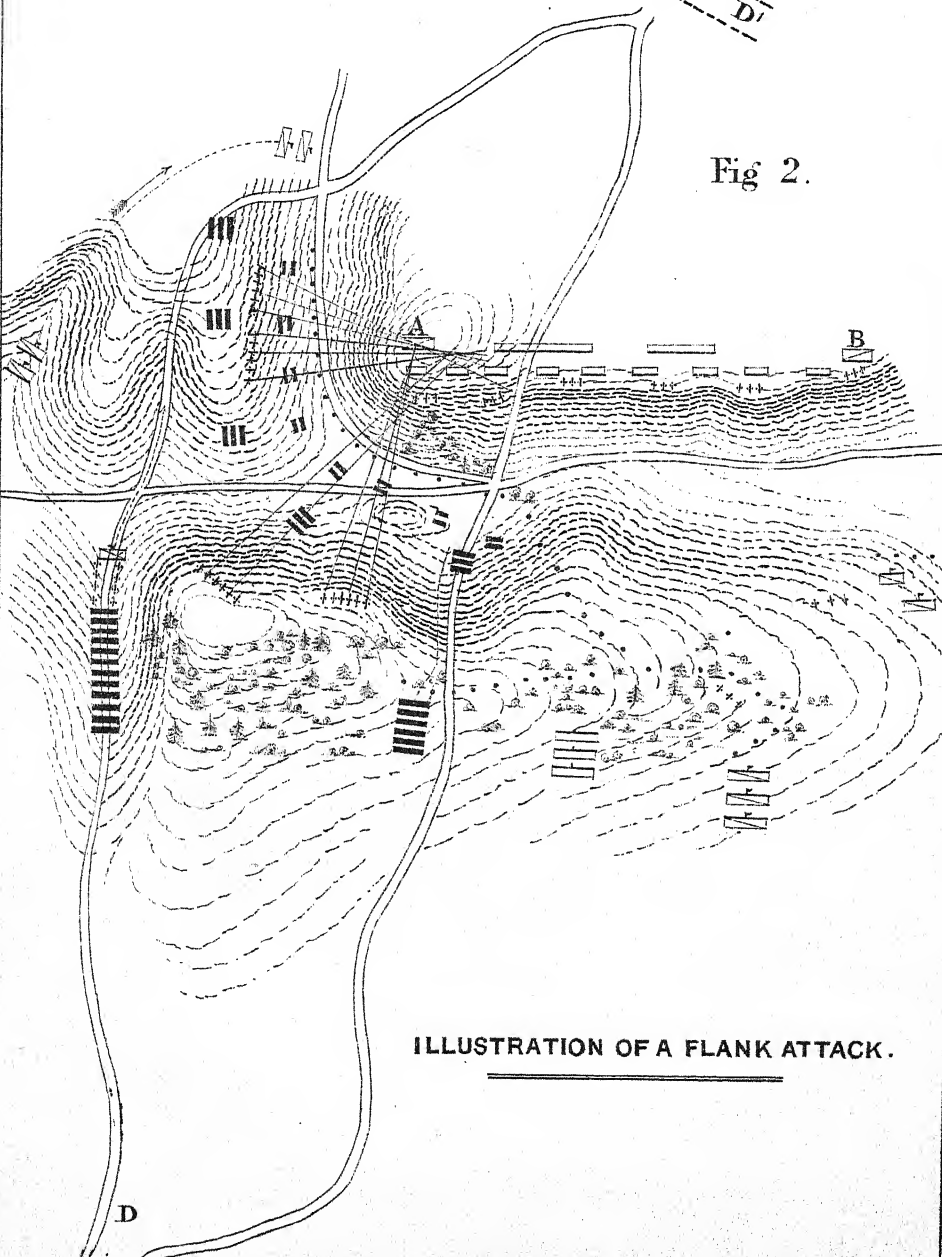 D'
Fig 2.
A
B
ILLUSTRATION OF A FLANK ATTACK.
D